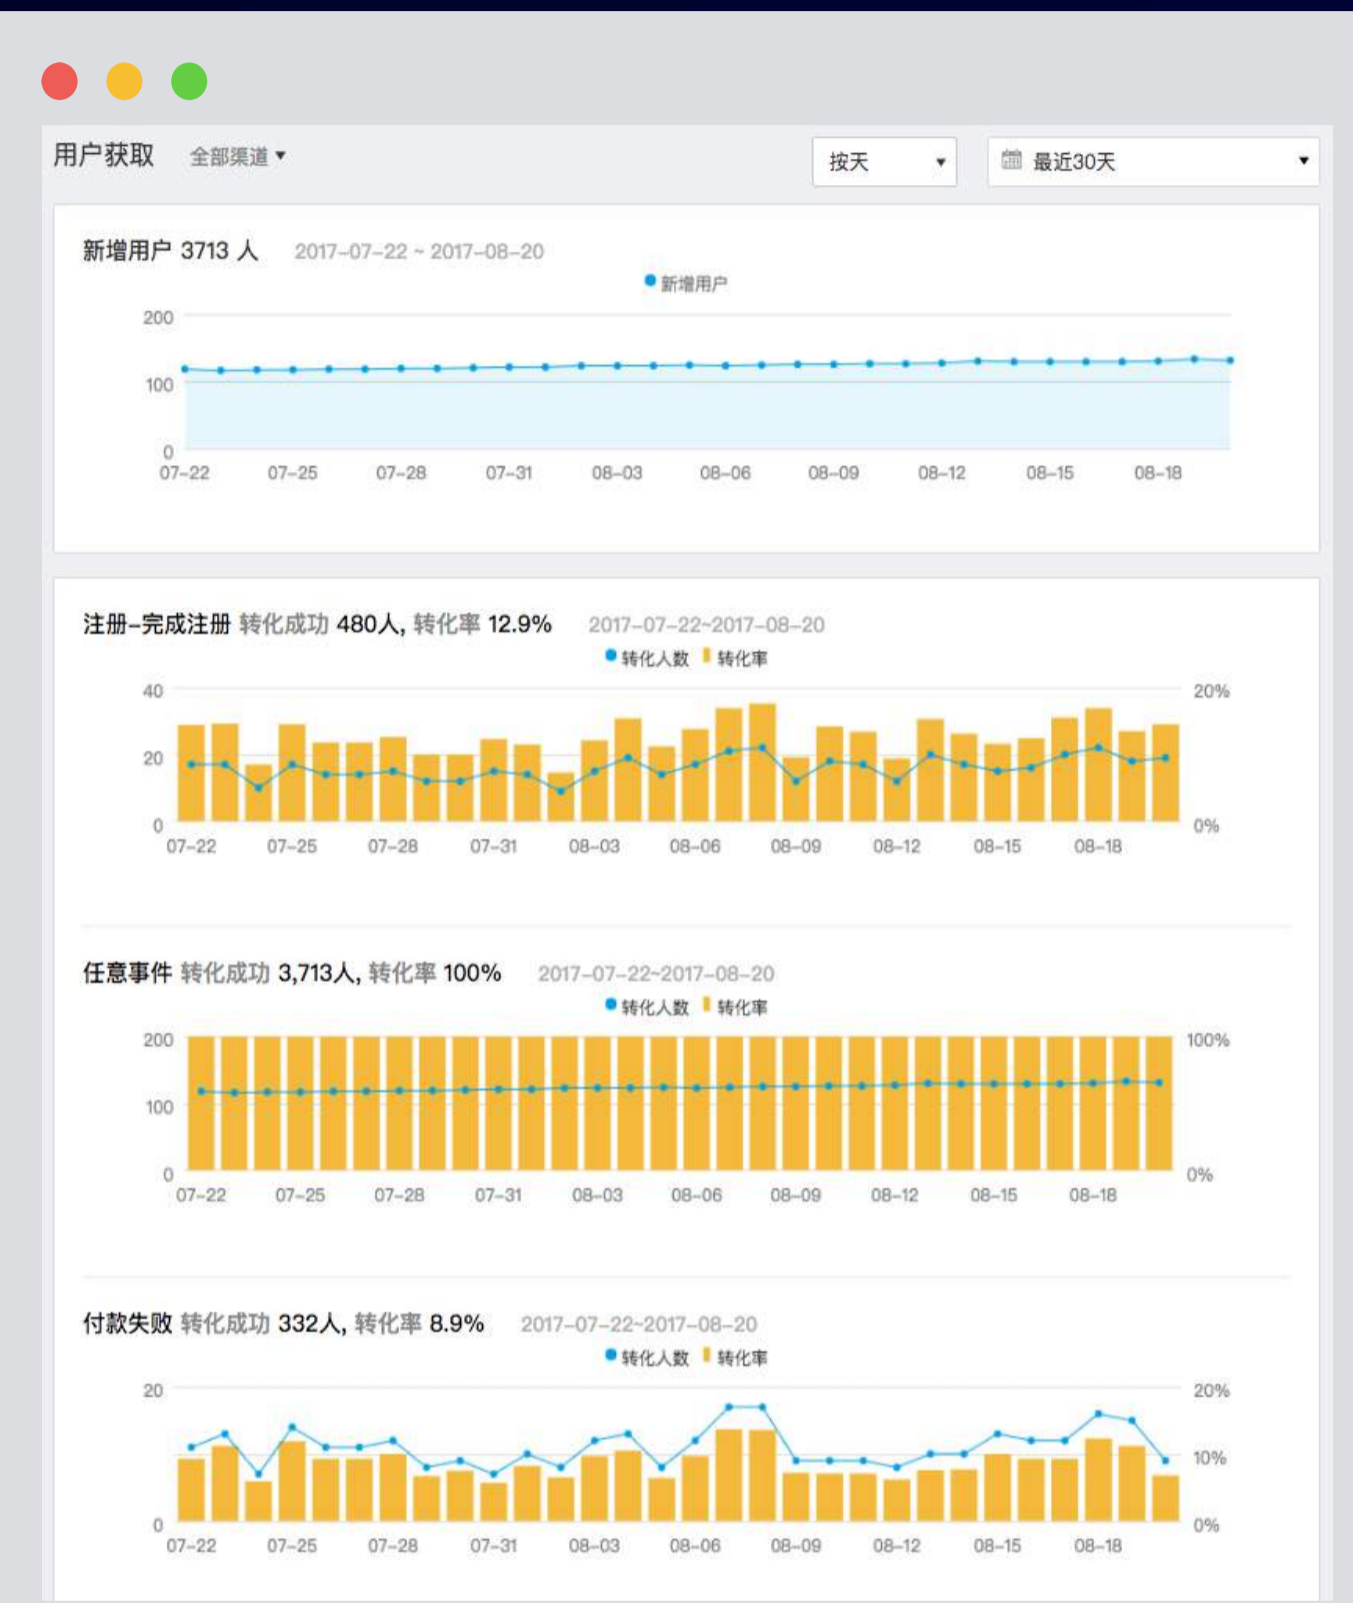 用户获取 全部渠道 按天 最近30天
新增用户 3713 人 2017-07-22 ~ 2017-08-20
新增用户
200
100
0
07-22 07-25 07-28 07-31 08-03 08-06 08-09 08-12 08-15 08-18
注册-完成注册 转化成功 480人, 转化率 12.9% 2017-07-22~2017-08-20
转化人数 转化率
40 20%
20
0 0%
07-22 07-25 07-28 07-31 08-03 08-06 08-09 08-12 08-15 08-18
任意事件 转化成功 3,713人, 转化率 100% 2017-07-22~2017-08-20
转化人数 转化率
200 100%
100
0 0%
07-22 07-25 07-28 07-31 08-03 08-06 08-09 08-12 08-15 08-18
付款失败 转化成功 332人, 转化率 8.9% 2017-07-22~2017-08-20
转化人数 转化率
20 20%
10%
0 0%
07-22 07-25 07-28 07-31 08-03 08-06 08-09 08-12 08-15 08-18